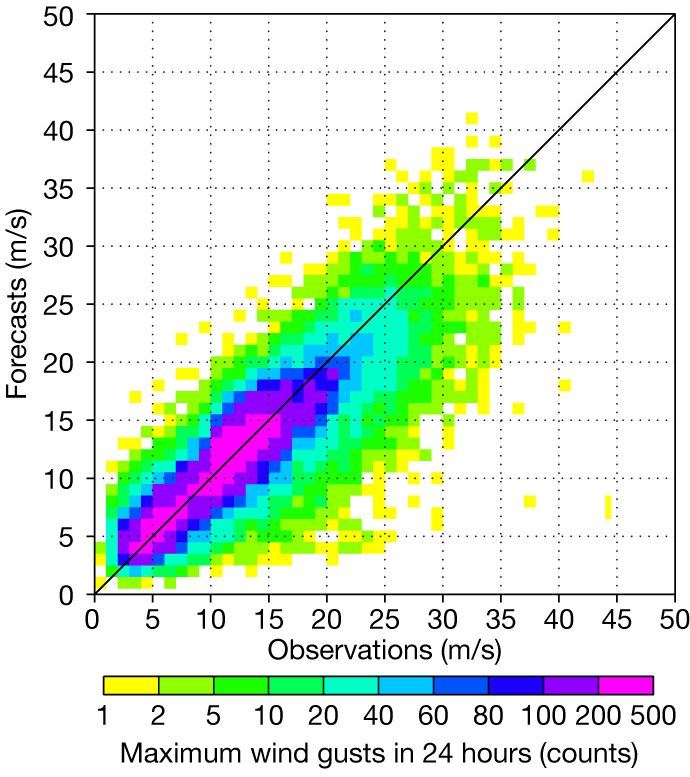 50
45
40
35
30
25
20
15
10
5
0
Forecasts (m/s)
0 5 10 15 20 25 30 35 40 45 50
Observations (m/s)
1 2 5 10 20 40 60 80 100 200 500
Maximum wind gusts in 24 hours (counts)